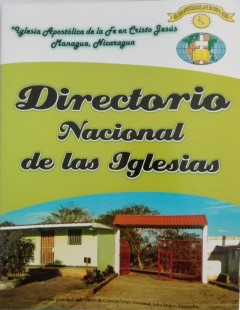 "Iglesia Apostólica de la Fe en Cristo Jesús
Managua, Nicaragua
Directorio
Nacional
de las Iglesias